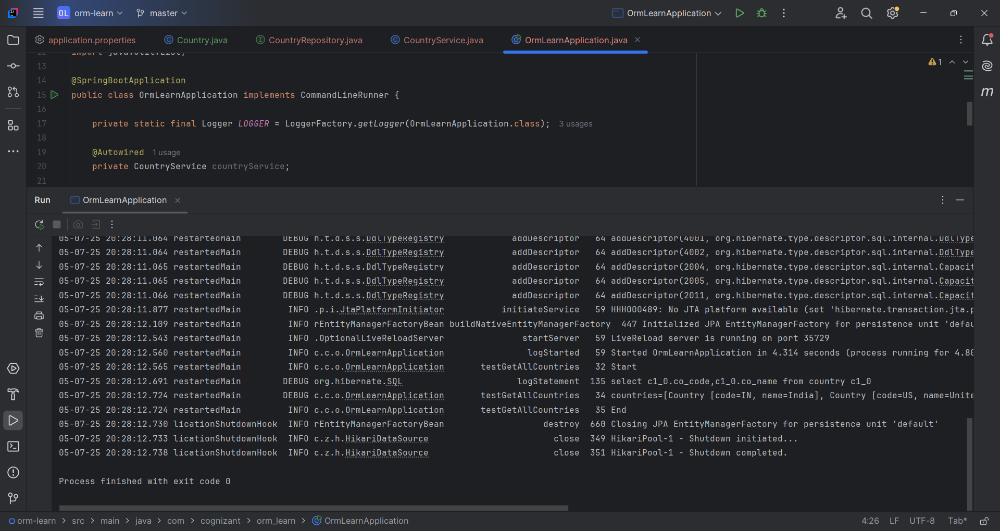 OL orm-learn master OrmLearnApplication
application.properties Country.java CountryRepository.java CountryService.java OrmLearnApplication.java
12 import java.util.List;
13
14 @SpringBootApplication
15 public class OrmLearnApplication implements CommandLineRunner {
16
17 private static final Logger LOGGER = LoggerFactory.getLogger(OrmLearnApplication.class); 3 usages
18
19 @Autowired 1 usage
20 private CountryService countryService;
21
1
Run OrmLearnApplication
05-07-25 20:28:11.064 restartedMain DEBUG h.t.d.s.s.DdlTypeRegistry addDescriptor 64 addDescriptor(4001, org.hibernate.type.descriptor.sql.internal.DdlType
05-07-25 20:28:11.064 restartedMain DEBUG h.t.d.s.s.DdlTypeRegistry addDescriptor 64 addDescriptor(4002, org.hibernate.type.descriptor.sql.internal.DdlType
05-07-25 20:28:11.065 restartedMain DEBUG h.t.d.s.s.DdlTypeRegistry addDescriptor 64 addDescriptor(2004, org.hibernate.type.descriptor.sql.internal.Capacit
05-07-25 20:28:11.065 restartedMain DEBUG h.t.d.s.s.DdlTypeRegistry addDescriptor 64 addDescriptor(2005, org.hibernate.type.descriptor.sql.internal.Capacit
05-07-25 20:28:11.066 restartedMain DEBUG h.t.d.s.s.DdlTypeRegistry addDescriptor 64 addDescriptor(2011, org.hibernate.type.descriptor.sql.internal.Capacit
05-07-25 20:28:11.877 restartedMain INFO .p.i.JtaPlatformInitiator initiateService 59 HHH000489: No JTA platform available (set 'hibernate.transaction.jta.p
05-07-25 20:28:12.109 restartedMain INFO rEntityManagerFactoryBean buildNativeEntityManagerFactory 447 Initialized JPA EntityManagerFactory for persistence unit 'defau
05-07-25 20:28:12.543 restartedMain INFO .OptionalLiveReloadServer startServer 59 LiveReload server is running on port 35729
05-07-25 20:28:12.560 restartedMain INFO c.c.o.OrmLearnApplication logStarted 59 Started OrmLearnApplication in 4.314 seconds (process running for 4.80
05-07-25 20:28:12.565 restartedMain INFO c.c.o.OrmLearnApplication testGetAllCountries 32 Start
05-07-25 20:28:12.691 restartedMain DEBUG org.hibernate.SQL logStatement 135 select c1_0.co_code,c1_0.co_name from country c1_0
05-07-25 20:28:12.724 restartedMain DEBUG c.c.o.OrmLearnApplication testGetAllCountries 34 countries=[Country [code=IN, name=India], Country [code=US, name=Unite
05-07-25 20:28:12.724 restartedMain INFO c.c.o.OrmLearnApplication testGetAllCountries 35 End
05-07-25 20:28:12.730 licationShutdownHook INFO rEntityManagerFactoryBean destroy 660 Closing JPA EntityManagerFactory for persistence unit 'default'
05-07-25 20:28:12.733 licationShutdownHook INFO c.z.h.HikariDataSource close 349 HikariPool-1 - Shutdown initiated...
05-07-25 20:28:12.738 licationShutdownHook INFO c.z.h.HikariDataSource close 351 HikariPool-1 - Shutdown completed.
Process finished with exit code 0
orm-learn > src > main > java > com > cognizant > orm_learn > OrmLearnApplication 4:26 LF UTF-8 Tab*